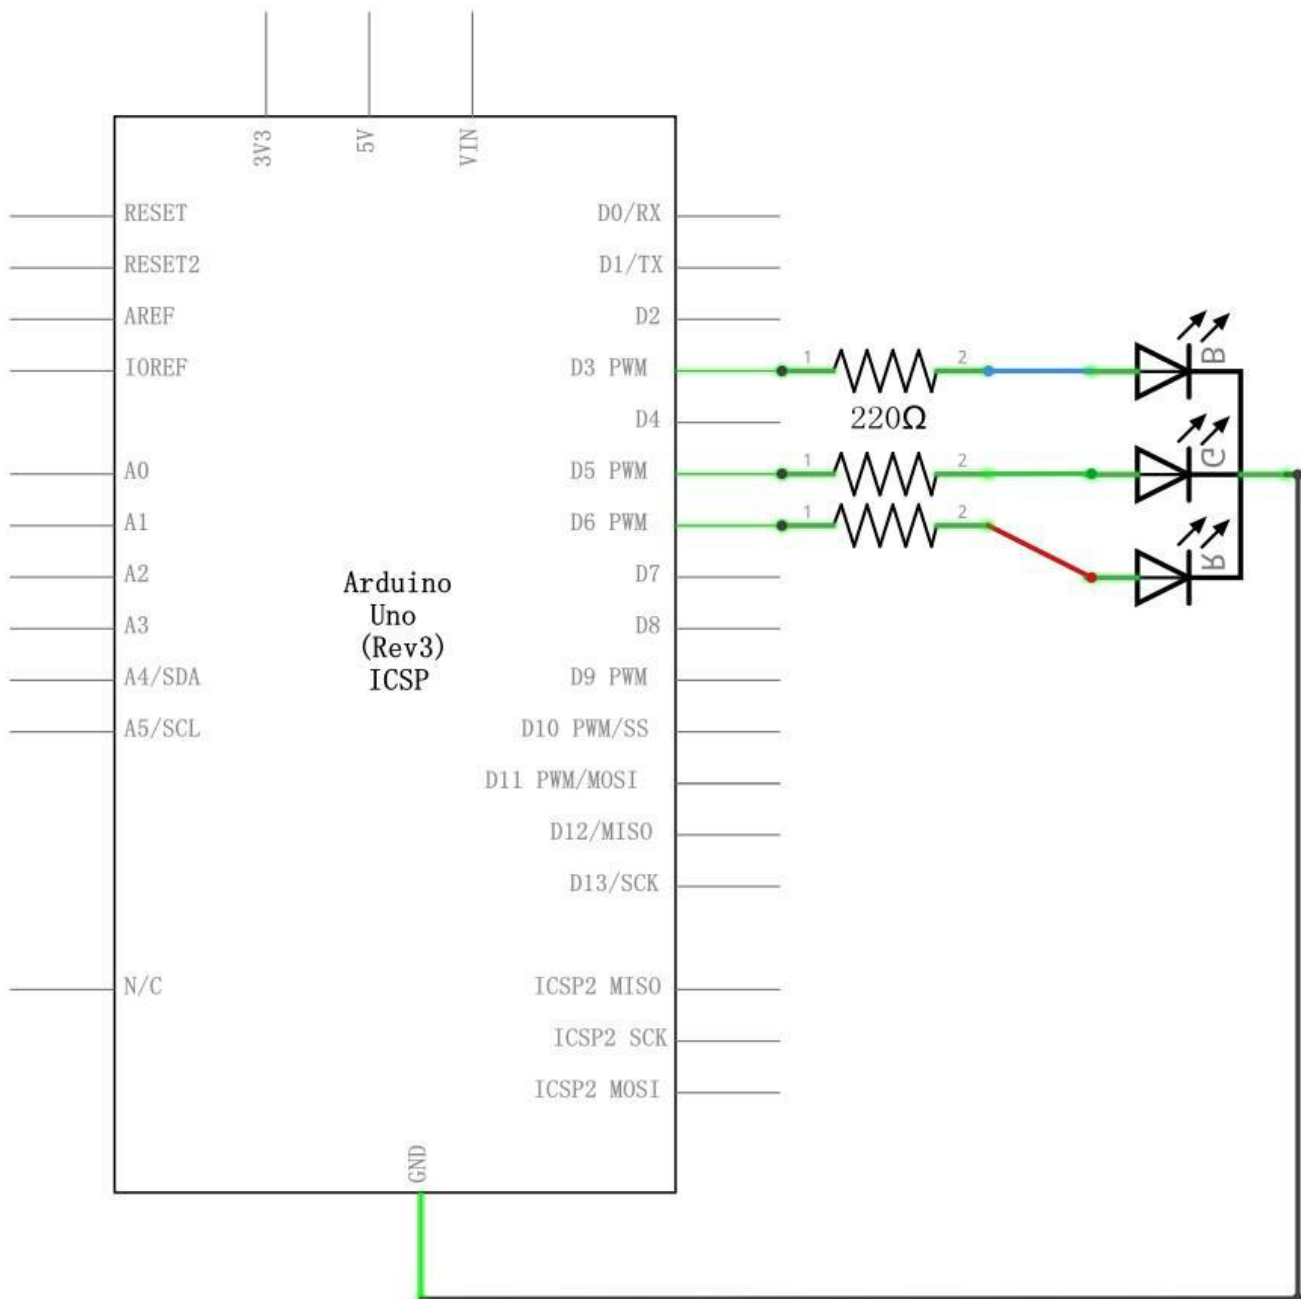 3V3
5V
VIN
RESET
D0/RX
RESET2
D1/TX
AREF
D2
IOREF
D3 PWM
1
2
B
220Ω
D4
A0
D5 PWM
1
2
G
A1
D6 PWM
1
2
R
A2
D7
Arduino
Uno
(Rev3)
ICSP
A3
D8
A4/SDA
D9 PWM
A5/SCL
D10 PWM/SS
D11 PWM/MOSI
D12/MISO
D13/SCK
N/C
ICSP2 MISO
ICSP2 SCK
ICSP2 MOSI
GND